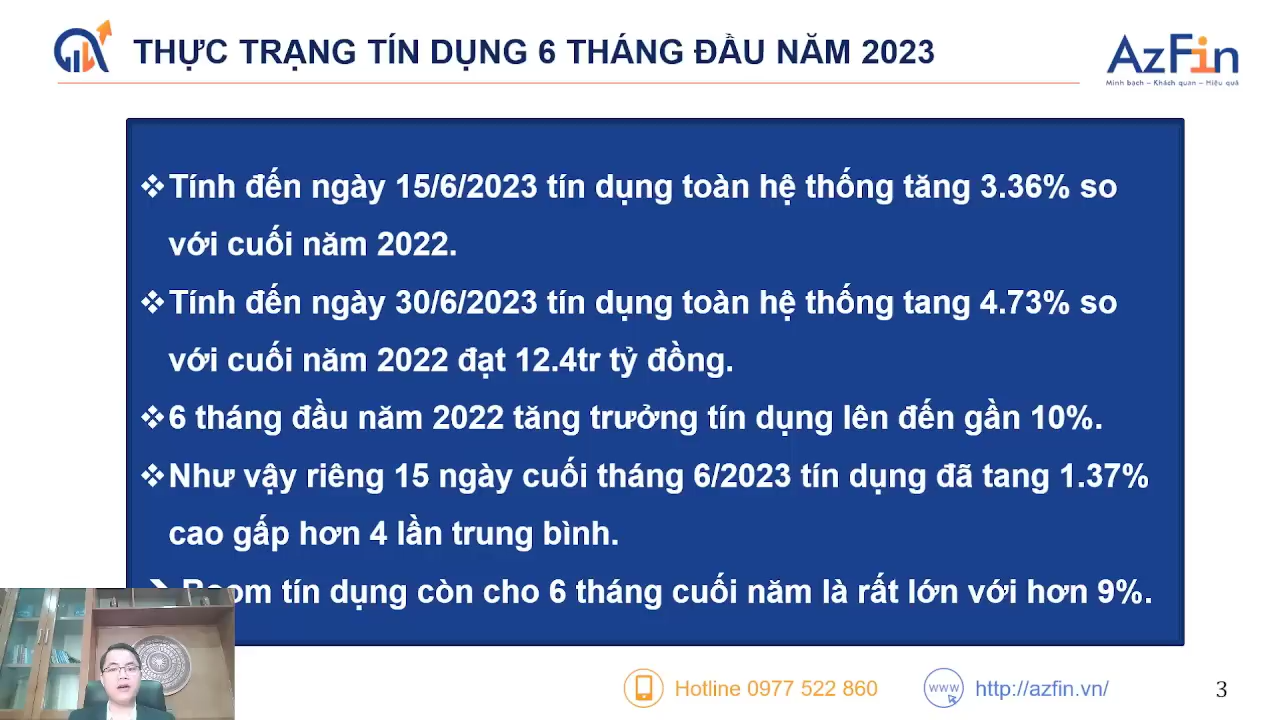 THỰC TRẠNG TÍN DỤNG 6 THÁNG ĐẦU NĂM 2023
AzFin
Minh bạch – Khách quan – Hiệu quả
❖Tính đến ngày 15/6/2023 tín dụng toàn hệ thống tăng 3.36% so
với cuối năm 2022.
❖Tính đến ngày 30/6/2023 tín dụng toàn hệ thống tang 4.73% so
với cuối năm 2022 đạt 12.4tr tỷ đồng.
❖6 tháng đầu năm 2022 tăng trưởng tín dụng lên đến gần 10%.
❖Như vậy riêng 15 ngày cuối tháng 6/2023 tín dụng đã tang 1.37%
cao gấp hơn 4 lần trung bình.
➔ Room tín dụng còn cho 6 tháng cuối năm là rất lớn với hơn 9%.
Hotline 0977 522 860
www
http://azfin.vn/
3